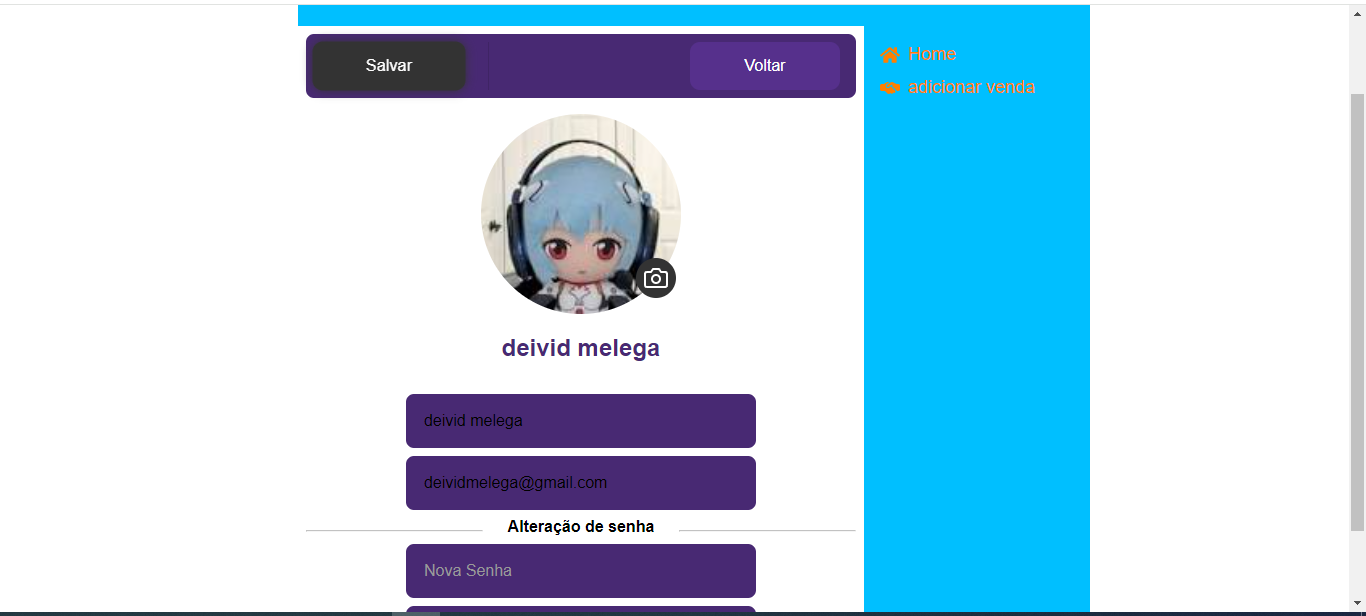 Salvar
Voltar
Home
adicionar venda
deivid melega
deivid melega
deividmelega@gmail.com
Alteração de senha
Nova Senha